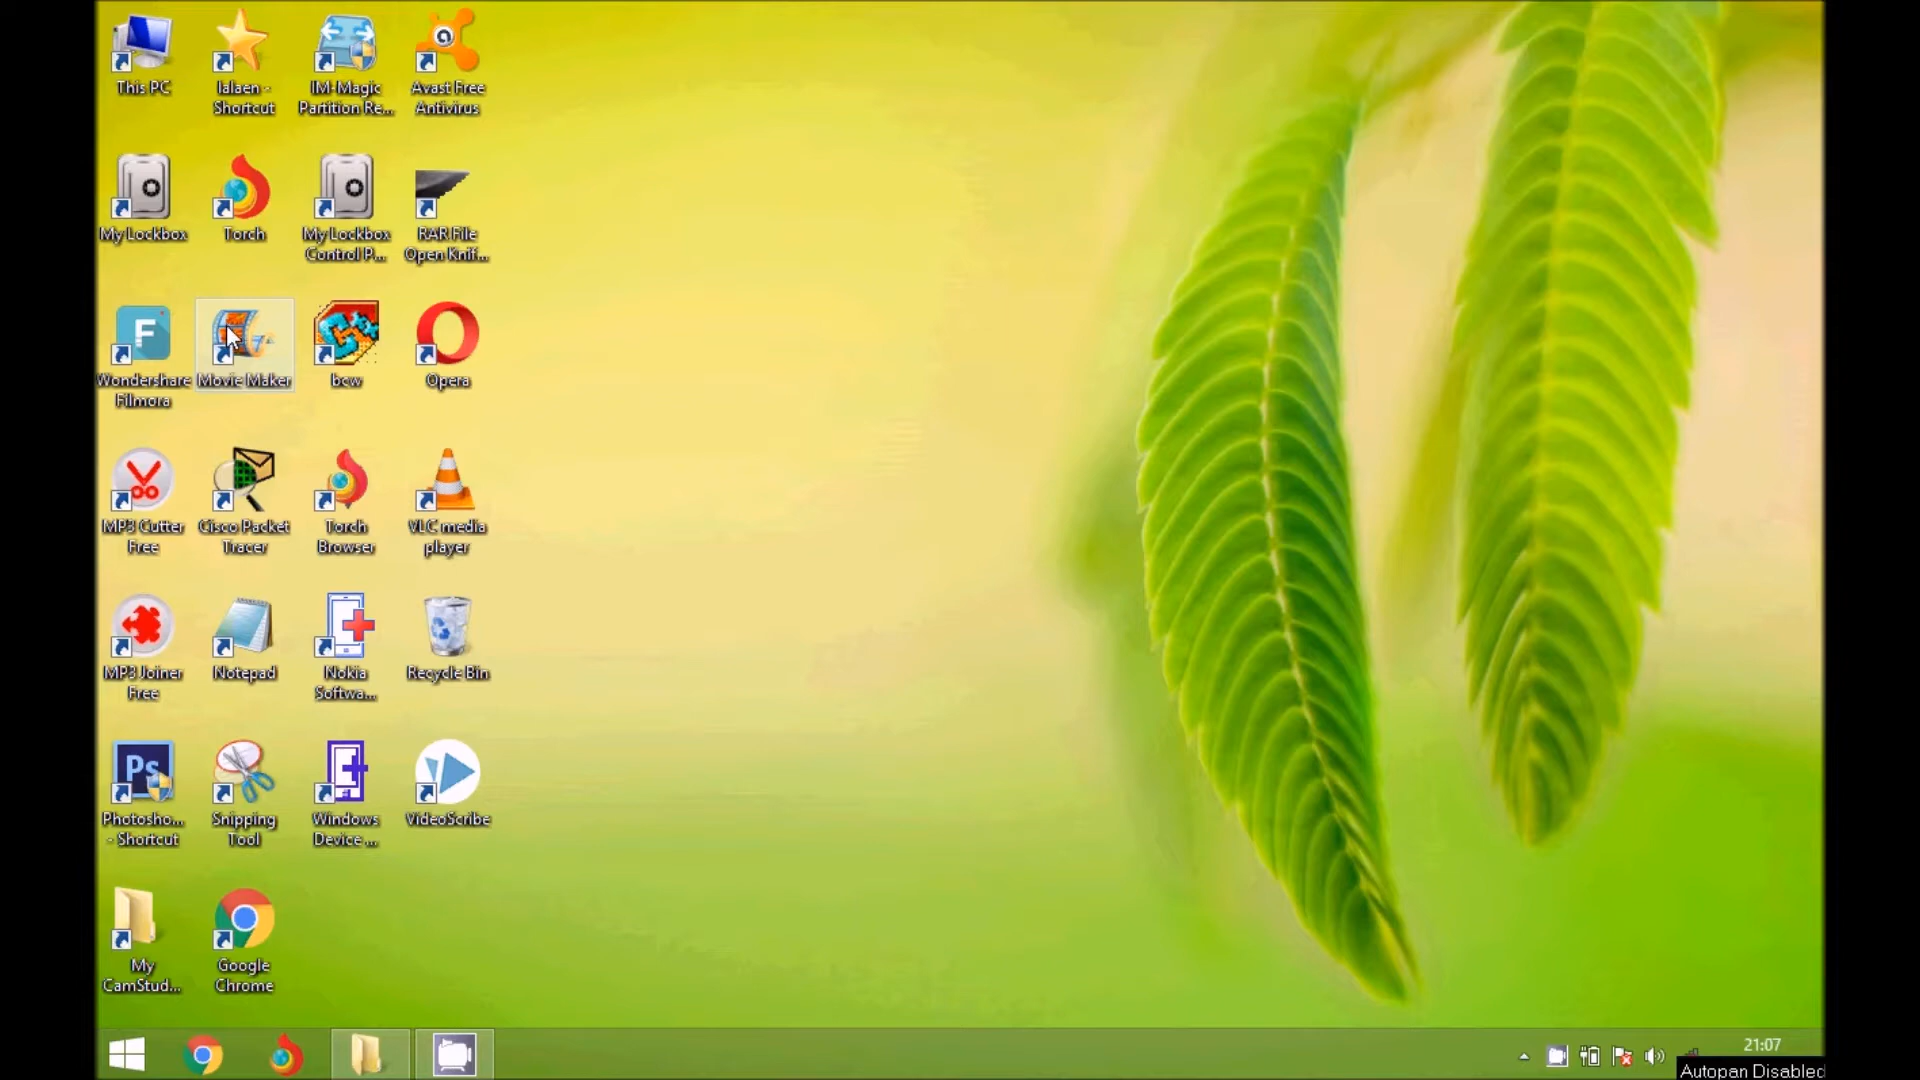 This PC
lalaen -
Shortcut
IM-Magic
Partition Re...
Avast Free
Antivirus
My Lockbox
Torch
My Lockbox
Control P...
RAR File
Open Knif...
F
Wondershare
Filmora
Movie Maker
bcw
Opera
MP3 Cutter
Free
Cisco Packet
Tracer
Torch
Browser
VLC media
player
MP3 Joiner
Free
Notepad
Nokia
Softwa...
Recycle Bin
Ps
Photosho...
- Shortcut
Snipping
Tool
Windows
Device ...
VideoScribe
My
CamStud...
Google
Chrome
21:07
Autopan Disabled